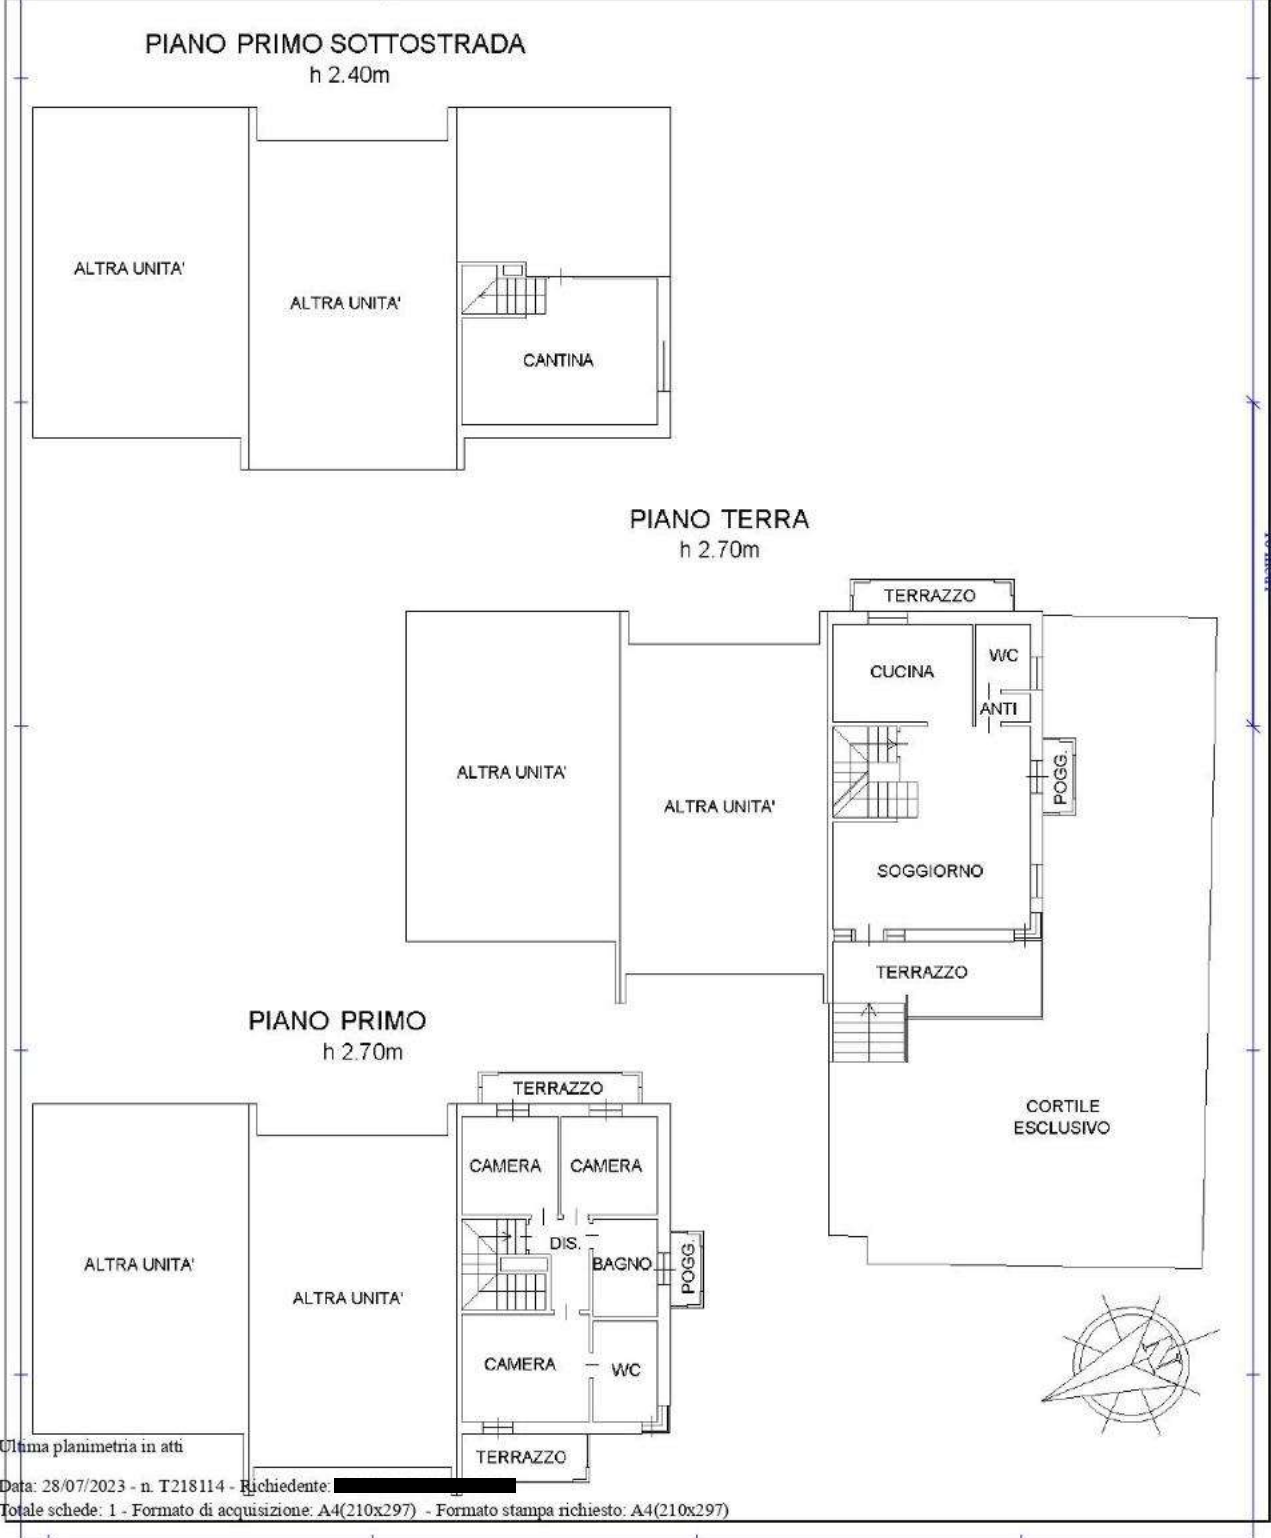 PIANO PRIMO SOTTOSTRADA
h 2.40m
ALTRA UNITA'
ALTRA UNITA'
CANTINA
PIANO TERRA
h 2.70m
TERRAZZO
CUCINA
WC
ANTI
POGG.
ALTRA UNITA'
ALTRA UNITA'
SOGGIORNO
TERRAZZO
CORTILE
ESCLUSIVO
PIANO PRIMO
h 2.70m
TERRAZZO
CAMERA
CAMERA
DIS.
BAGNO
POGG.
ALTRA UNITA'
ALTRA UNITA'
CAMERA
WC
TERRAZZO
Ultima planimetria in atti
Data: 28/07/2023 - n. T218114 - Richiedente:
Totale schede: 1 - Formato di acquisizione: A4(210x297) - Formato stampa richiesto: A4(210x297)